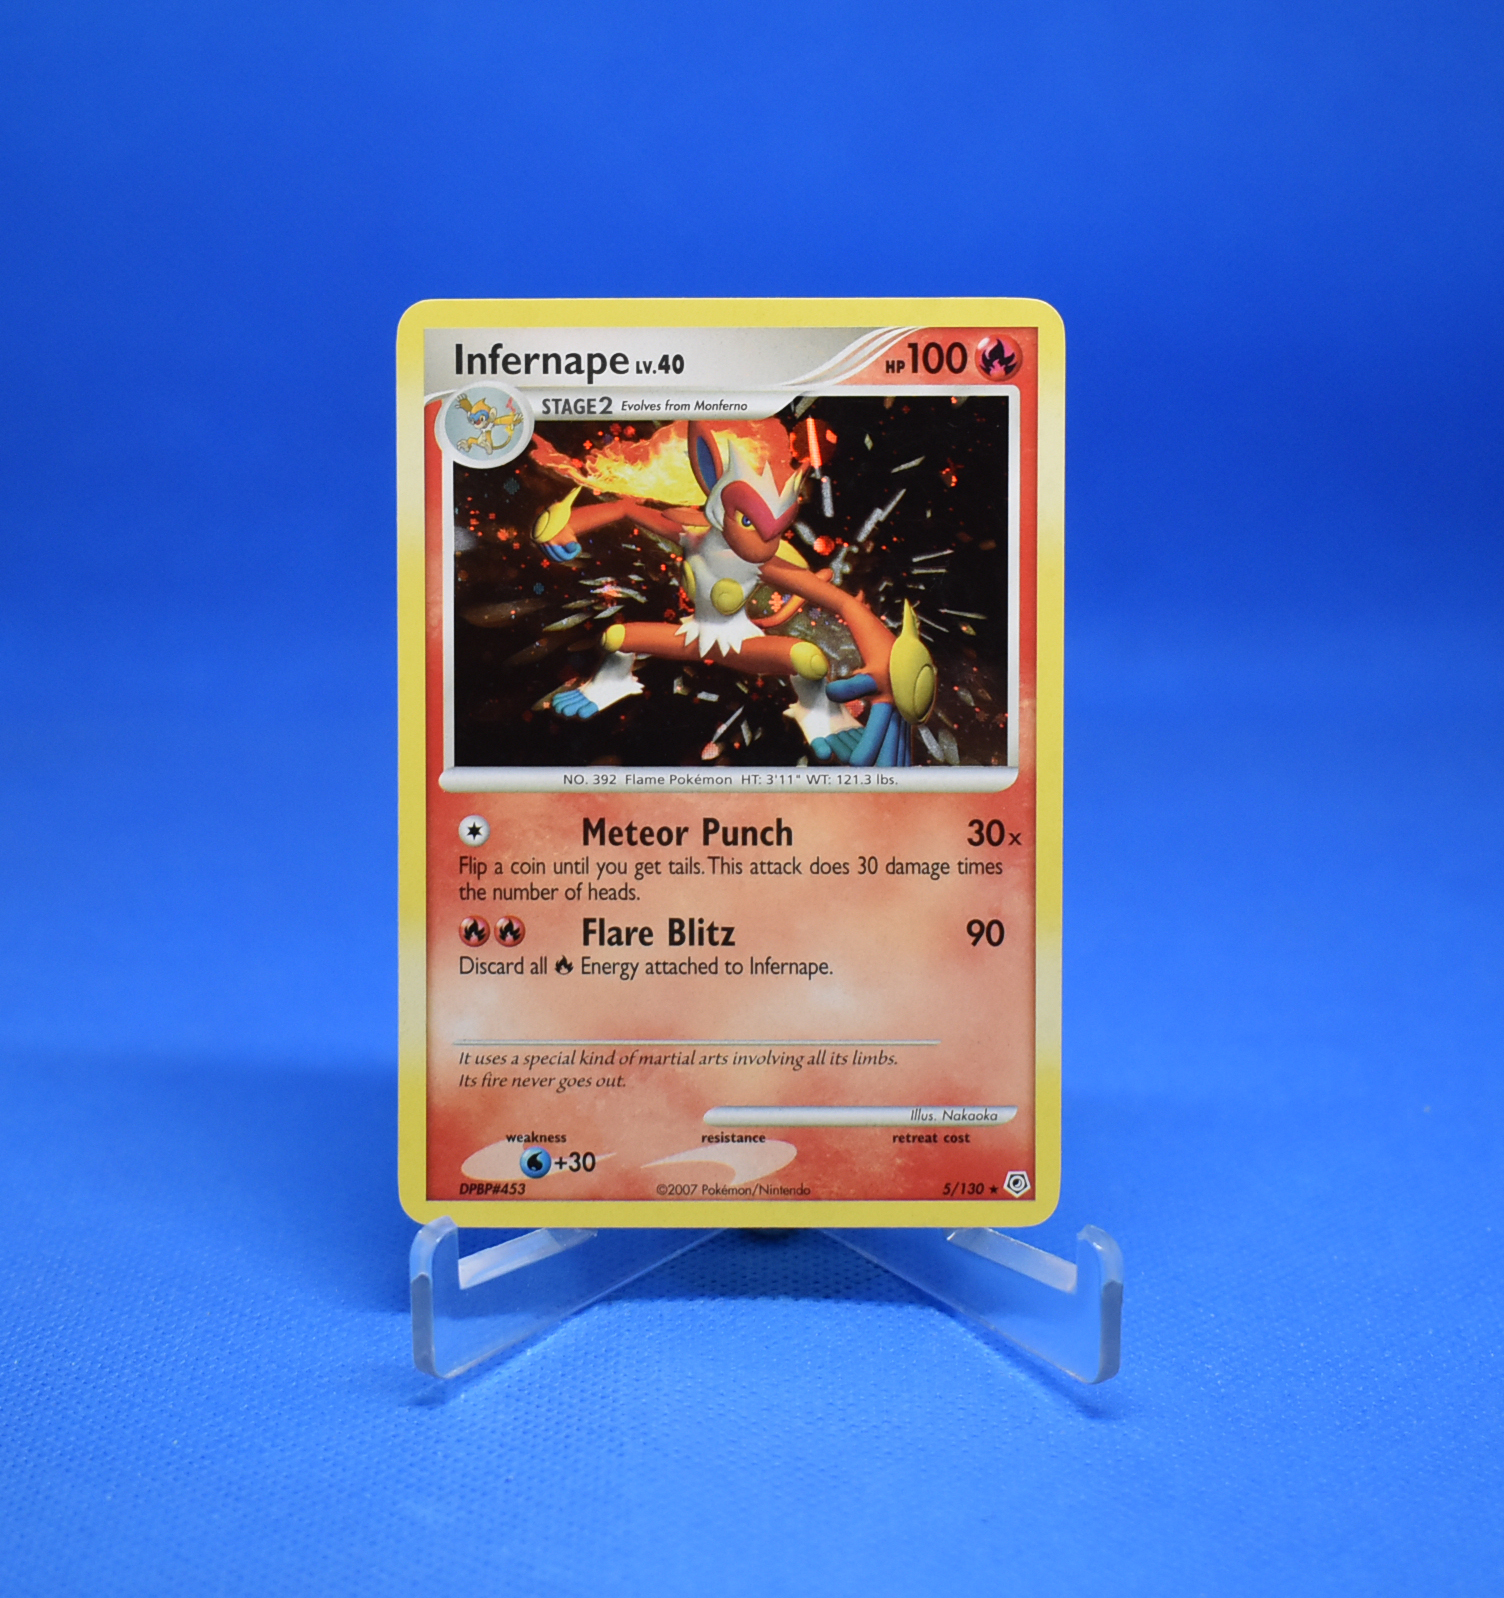 Infernape LV.40 HP 100
STAGE2 Evolves from Monferno
NO. 392 Flame Pokémon HT: 3'11" WT: 121.3 lbs.
Meteor Punch 30x
Flip a coin until you get tails. This attack does 30 damage times
the number of heads.
Flare Blitz 90
Discard all Energy attached to Infernape.
It uses a special kind of martial arts involving all its limbs.
Its fire never goes out.
Illus. Nakaoka
weakness resistance retreat cost
+30
DPBP#453 ©2007 Pokémon/Nintendo 5/130 ★